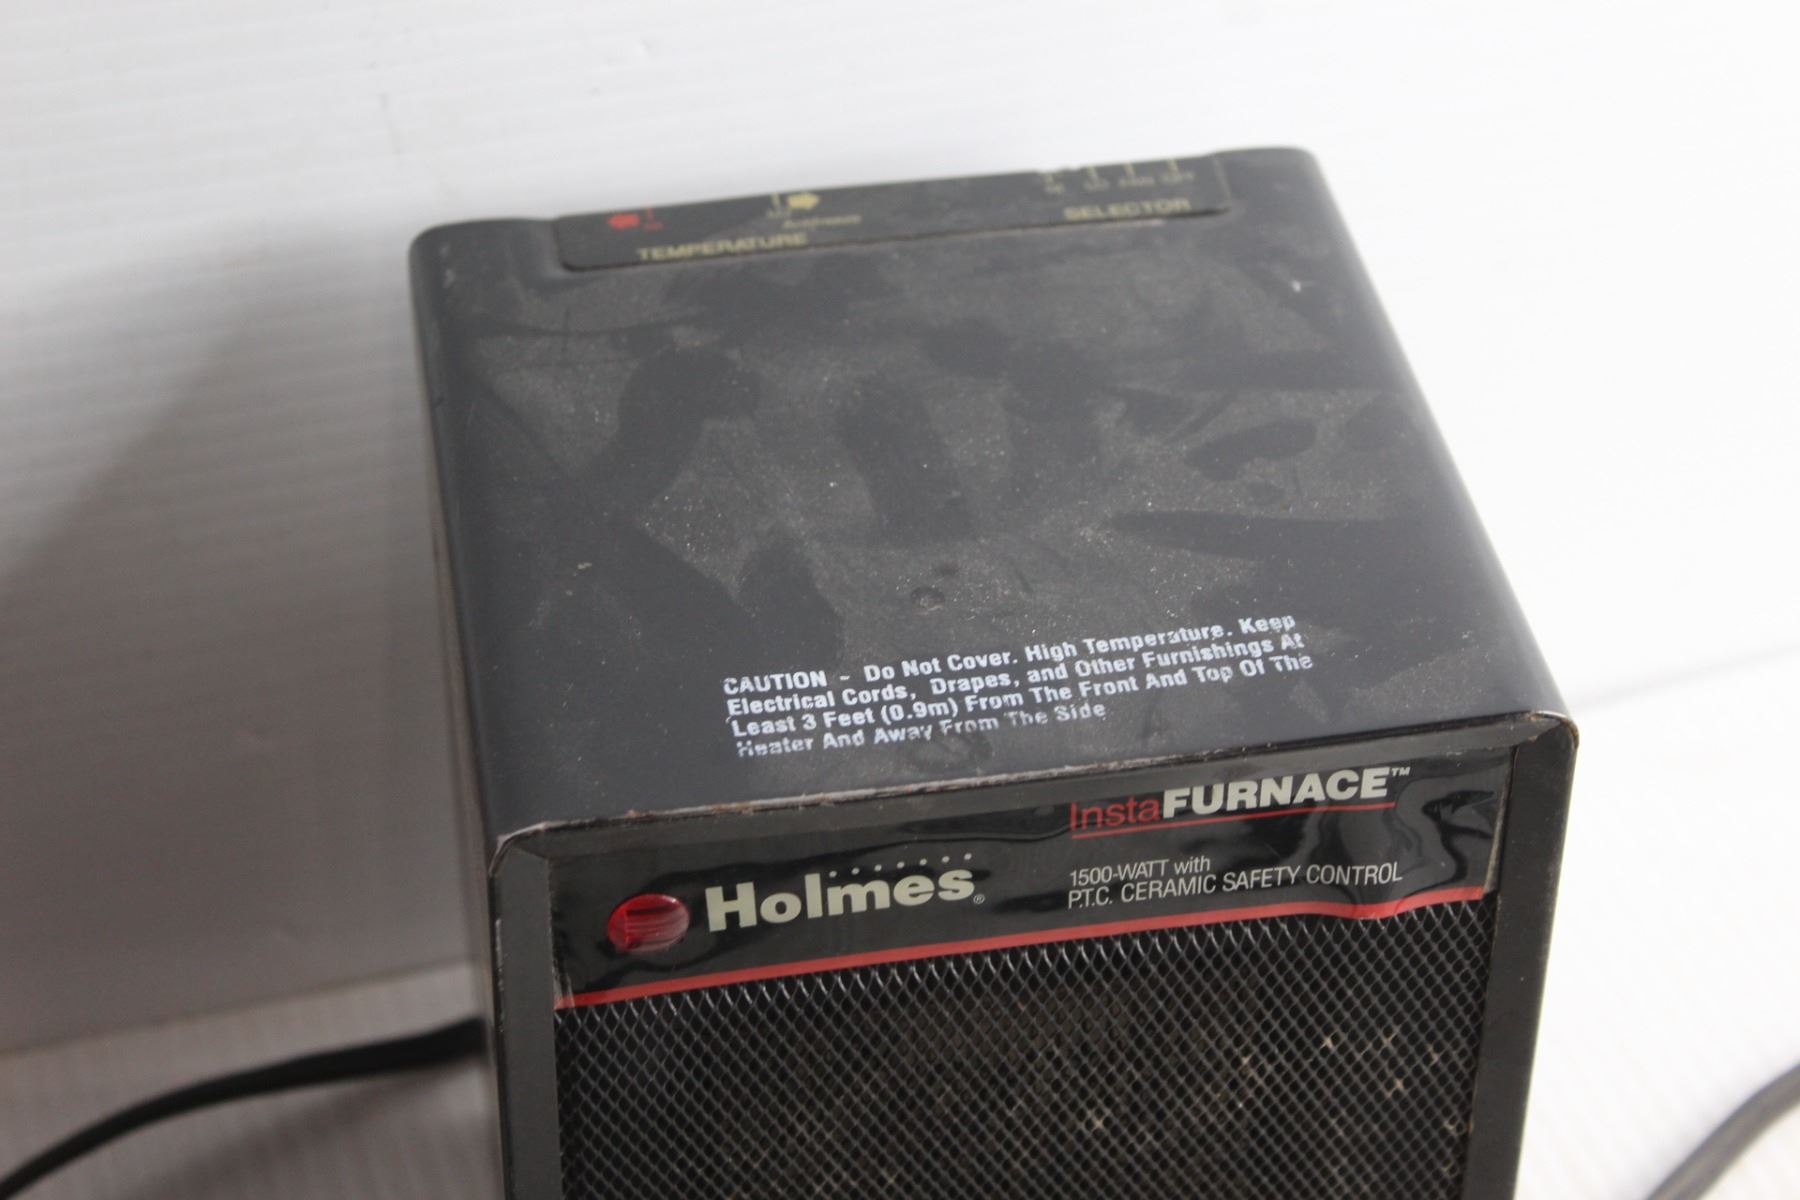 TEMPERATURE
SELECTOR
CAUTION - Do Not Cover. High Temperature. Keep
Electrical Cords, Drapes, and Other Furnishings At
Least 3 Feet (0.9m) From The Front And Top Of The
Heater And Away From The Side
InstaFURNACE™
Holmes®
1500-WATT with
P.T.C. CERAMIC SAFETY CONTROL